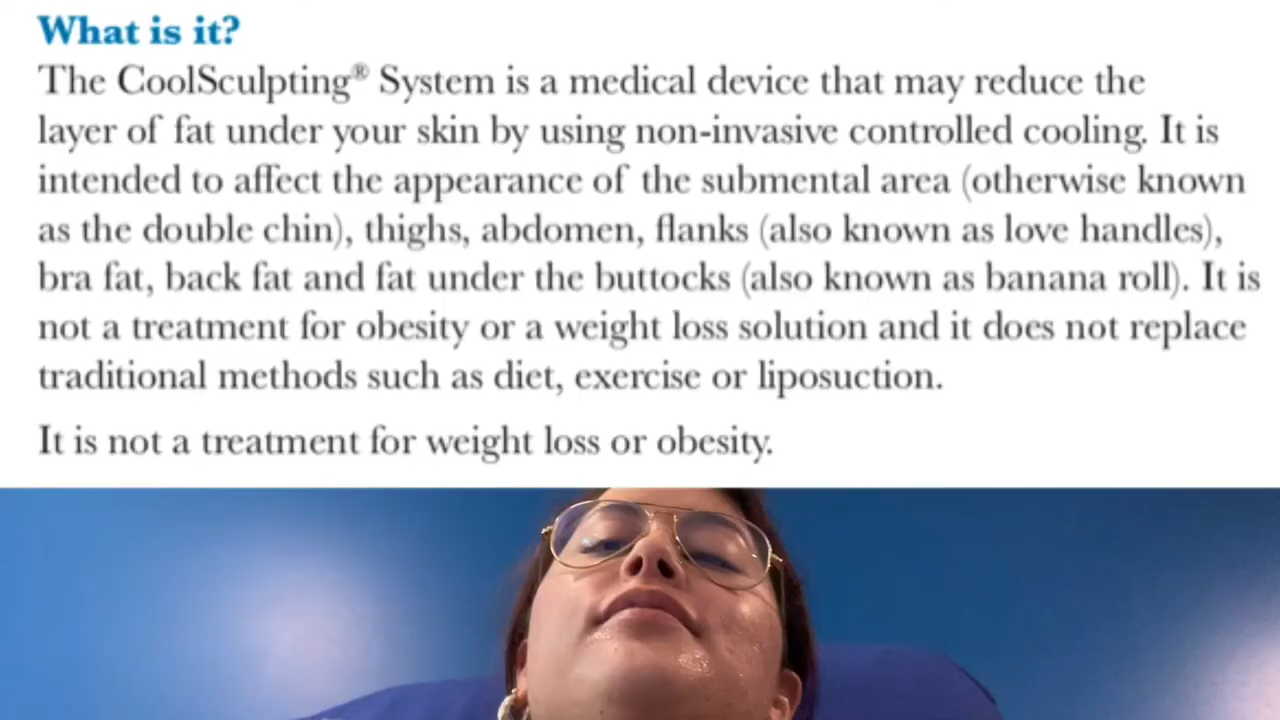 What is it?
The CoolSculpting® System is a medical device that may reduce the
layer of fat under your skin by using non-invasive controlled cooling. It is
intended to affect the appearance of the submental area (otherwise known
as the double chin), thighs, abdomen, flanks (also known as love handles),
bra fat, back fat and fat under the buttocks (also known as banana roll). It is
not a treatment for obesity or a weight loss solution and it does not replace
traditional methods such as diet, exercise or liposuction.
It is not a treatment for weight loss or obesity.